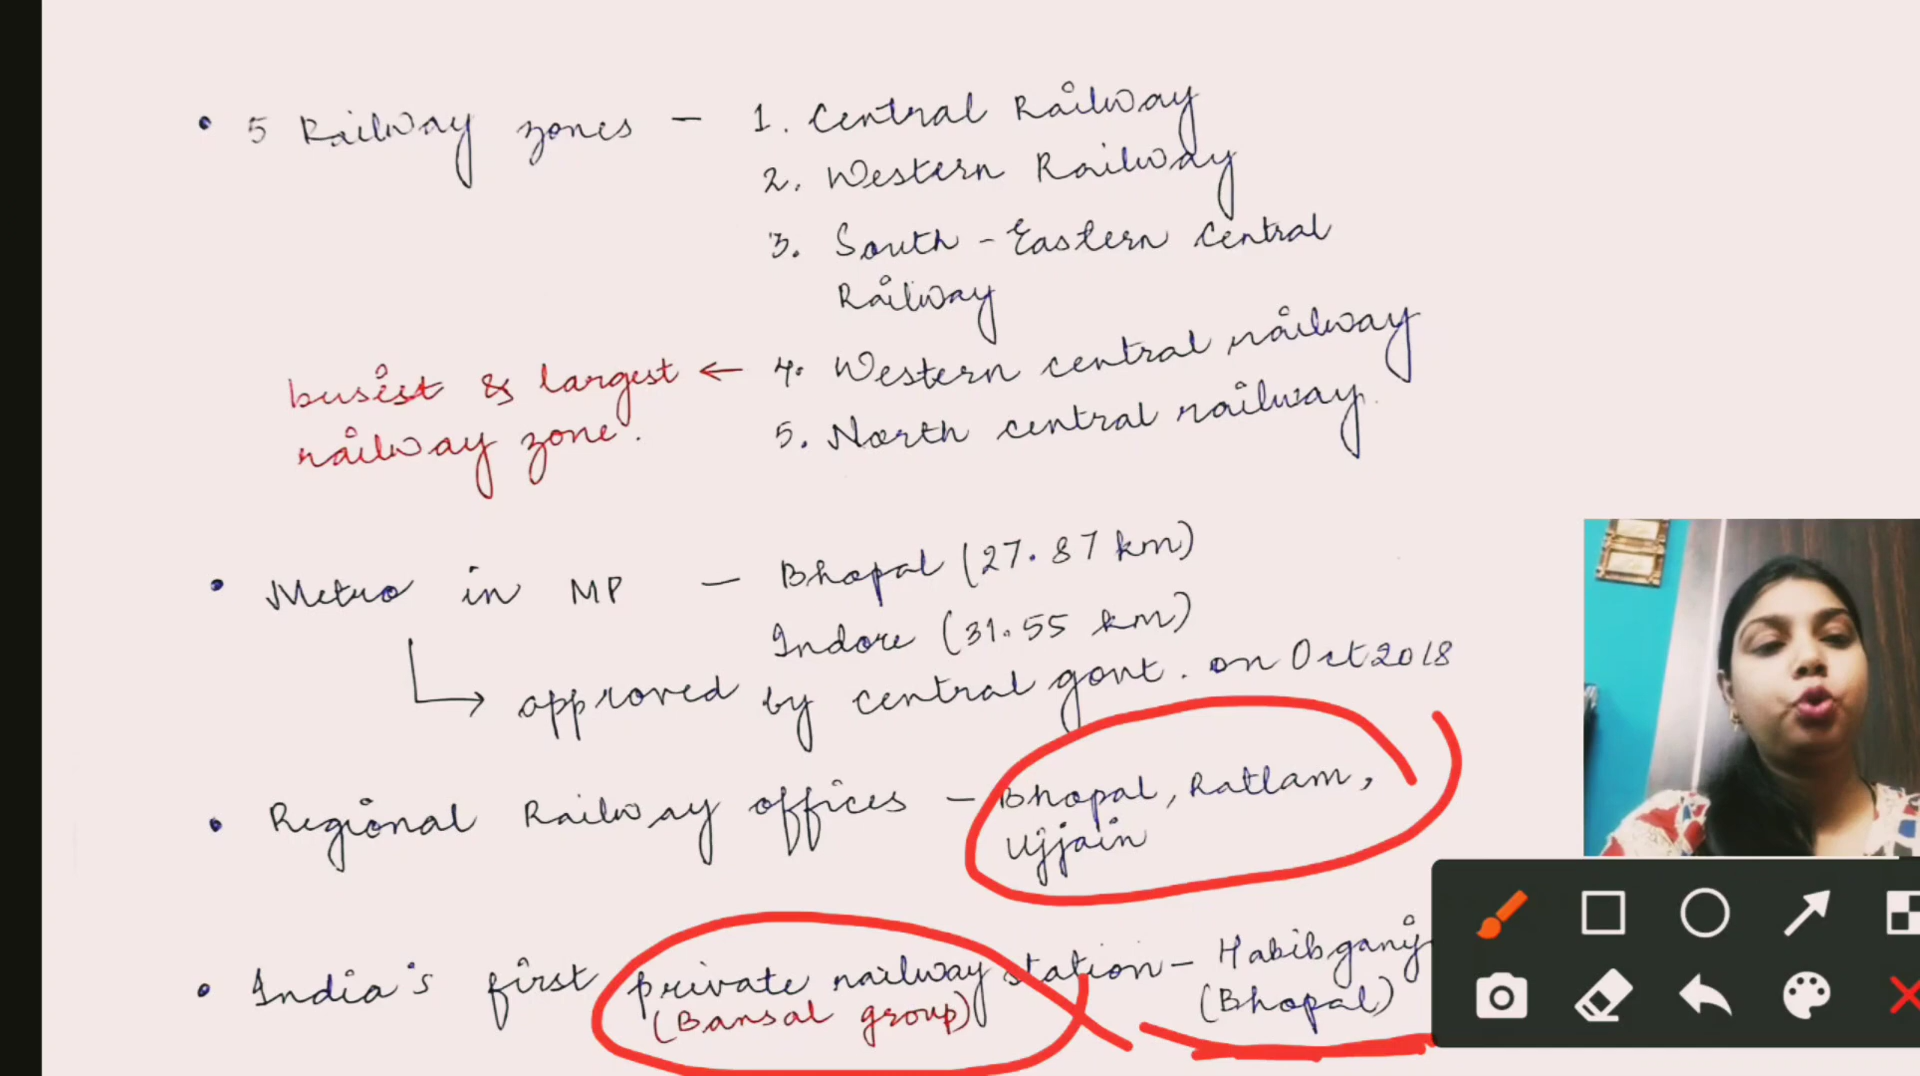 • 5 Railway zones - 1. Central Railway
2. Western Railway
3. South-Eastern Central
Railway
busiest & largest ← 4. Western central railway
railway zone. 5. North central railway.
• Metro in MP - Bhopal (27.87 km)
Indore (31.55 km)
approved by central govt. on Oct 2018
• Regional Railway offices - Bhopal, Ratlam,
Ujjain
• India's first private railway station - Habibganj
(Bansal group) (Bhopal)